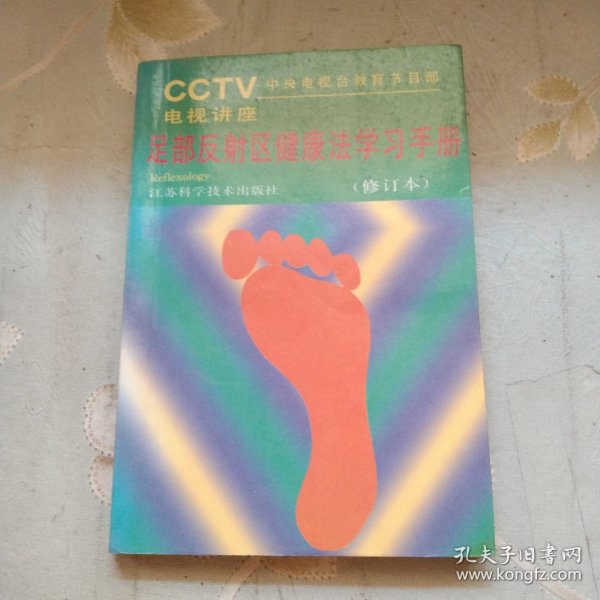 CCTV 中央电视台教育节目部
电视讲座
足部反射区健康法学习手册
Reflexology
江苏科学技术出版社 (修订本)
孔夫子旧书网
www.kongfz.com